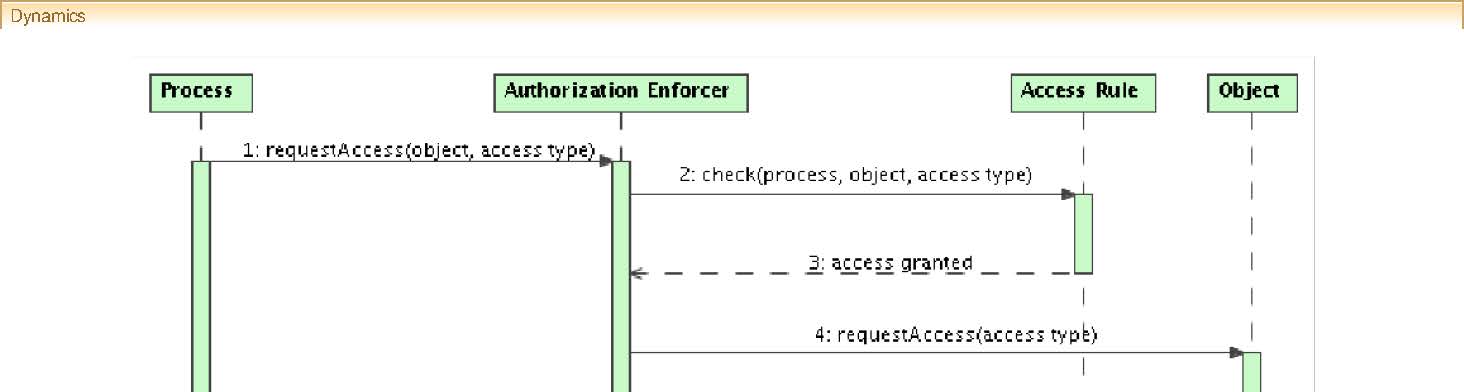 Dynamics
Process Authorization Enforcer Access Rule Object
1: requestAccess(object, access type)
2: check(process, object, access type)
3: access granted
4: requestAccess(access type)